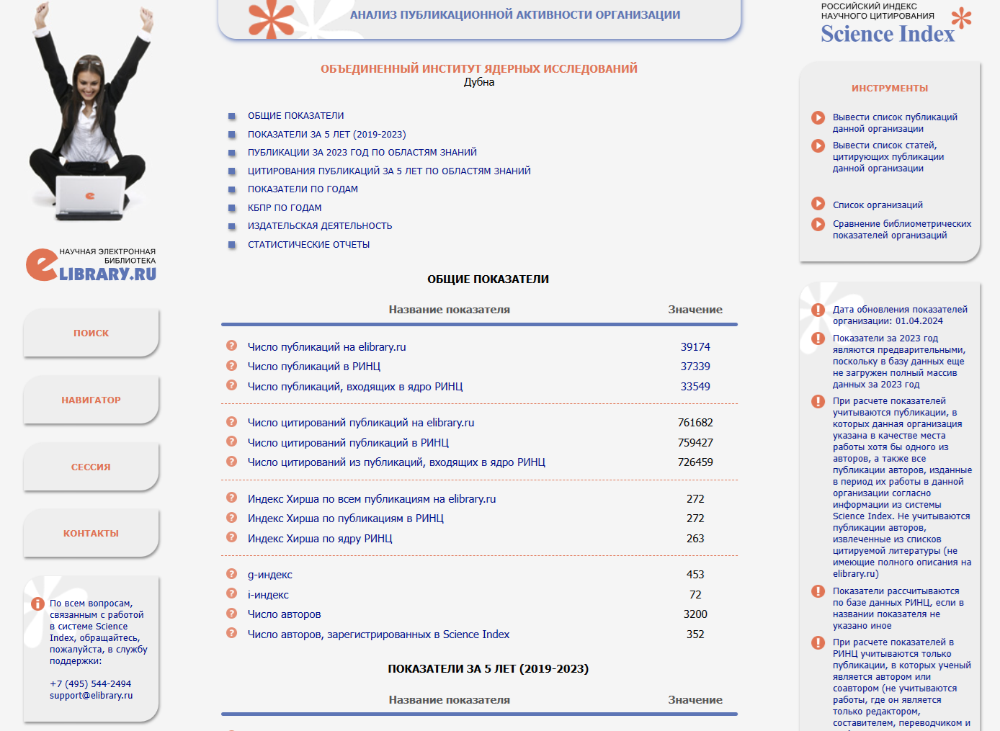 АНАЛИЗ ПУБЛИКАЦИОННОЙ АКТИВНОСТИ ОРГАНИЗАЦИИ
ОБЪЕДИНЕННЫЙ ИНСТИТУТ ЯДЕРНЫХ ИССЛЕДОВАНИЙ
Дубна
ОБЩИЕ ПОКАЗАТЕЛИ
ПОКАЗАТЕЛИ ЗА 5 ЛЕТ (2019-2023)
ПУБЛИКАЦИИ ЗА 2023 ГОД ПО ОБЛАСТЯМ ЗНАНИЙ
ЦИТИРОВАНИЯ ПУБЛИКАЦИЙ ЗА 5 ЛЕТ ПО ОБЛАСТЯМ ЗНАНИЙ
ПОКАЗАТЕЛИ ПО ГОДАМ
КБПР ПО ГОДАМ
ИЗДАТЕЛЬСКАЯ ДЕЯТЕЛЬНОСТЬ
СТАТИСТИЧЕСКИЕ ОТЧЕТЫ
ОБЩИЕ ПОКАЗАТЕЛИ
Название показателя Значение
Число публикаций на elibrary.ru 39174
Число публикаций в РИНЦ 37339
Число публикаций, входящих в ядро РИНЦ 33549
Число цитирований публикаций на elibrary.ru 761682
Число цитирований публикаций в РИНЦ 759427
Число цитирований из публикаций, входящих в ядро РИНЦ 726459
Индекс Хирша по всем публикациям на elibrary.ru 272
Индекс Хирша по публикациям в РИНЦ 272
Индекс Хирша по ядру РИНЦ 263
g-индекс 453
i-индекс 72
Число авторов 3200
Число авторов, зарегистрированных в Science Index 352
ПОКАЗАТЕЛИ ЗА 5 ЛЕТ (2019-2023)
Название показателя Значение
НАУЧНАЯ ЭЛЕКТРОННАЯ
БИБЛИОТЕКА
eLIBRARY.RU
ПОИСК
НАВИГАТОР
СЕССИЯ
КОНТАКТЫ
По всем вопросам,
связанным с работой
в системе Science
Index, обращайтесь,
пожалуйста, в службу
поддержки:
+7 (495) 544-2494
support@elibrary.ru
РОССИЙСКИЙ ИНДЕКС
НАУЧНОГО ЦИТИРОВАНИЯ
Science Index
ИНСТРУМЕНТЫ
Вывести список публикаций
данной организации
Вывести список статей,
цитирующих публикации
данной организации
Список организаций
Сравнение библиометрических
показателей организаций
Дата обновления показателей
организации: 01.04.2024
Показатели за 2023 год
являются предварительными,
поскольку в базу данных еще
не загружен полный массив
данных за 2023 год
При расчете показателей
учитываются публикации, в
которых данная организация
указана в качестве места
работы хотя бы одного из
авторов, а также все
публикации авторов, изданные
в период их работы в данной
организации согласно
информации из системы
Science Index. Не учитываются
публикации авторов,
извлеченные из списков
цитируемой литературы (не
имеющие полного описания на
elibrary.ru)
Показатели рассчитываются
по базе данных РИНЦ, если в
названии показателя не
указано иное
При расчете показателей в
РИНЦ учитываются только
публикации, в которых ученый
является автором или
соавтором (не учитываются
работы, где он является
только редактором,
составителем, переводчиком и